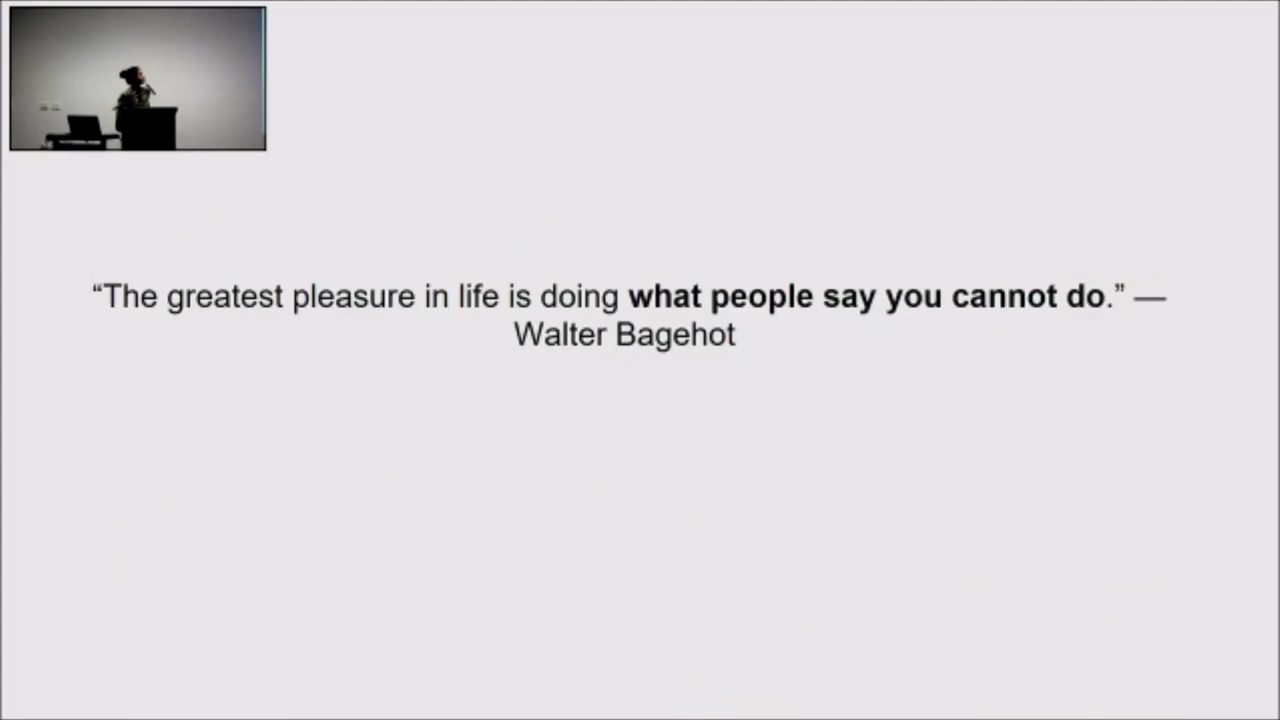 “The greatest pleasure in life is doing what people say you cannot do.” —
Walter Bagehot